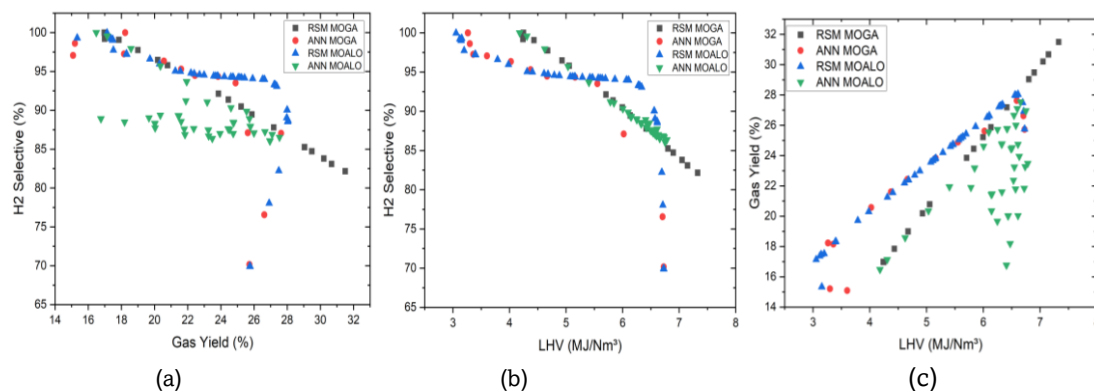 H2 Selective (%)
100
95
90
85
80
75
70
65
14 16 18 20 22 24 26 28 30 32
Gas Yield (%)
RSM MOGA
ANN MOGA
RSM MOALO
ANN MOALO
(a)
H2 Selective (%)
100
95
90
85
80
75
70
65
2 3 4 5 6 7 8
LHV (MJ/Nm³)
RSM MOGA
ANN MOGA
RSM MOALO
ANN MOALO
(b)
Gas Yield (%)
32
30
28
26
24
22
20
18
16
14
3 4 5 6 7
LHV (MJ/Nm³)
RSM MOGA
ANN MOGA
RSM MOALO
ANN MOALO
(c)